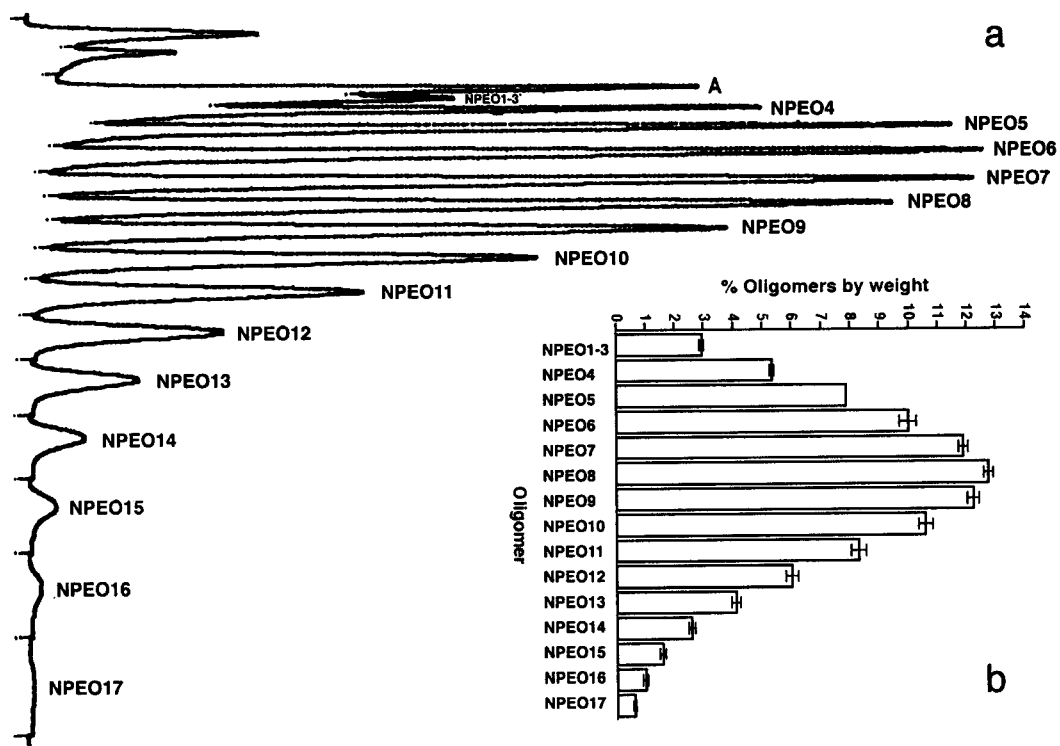 a
A
NPEO1-3
NPEO4
NPEO5
NPEO6
NPEO7
NPEO8
NPEO9
NPEO10
NPEO11
NPEO12
NPEO13
NPEO14
NPEO15
NPEO16
NPEO17
% Oligomers by weight
0 1 2 3 4 5 6 7 8 9 10 11 12 13 14
Oligomer
NPEO1-3
NPEO4
NPEO5
NPEO6
NPEO7
NPEO8
NPEO9
NPEO10
NPEO11
NPEO12
NPEO13
NPEO14
NPEO15
NPEO16
NPEO17
b